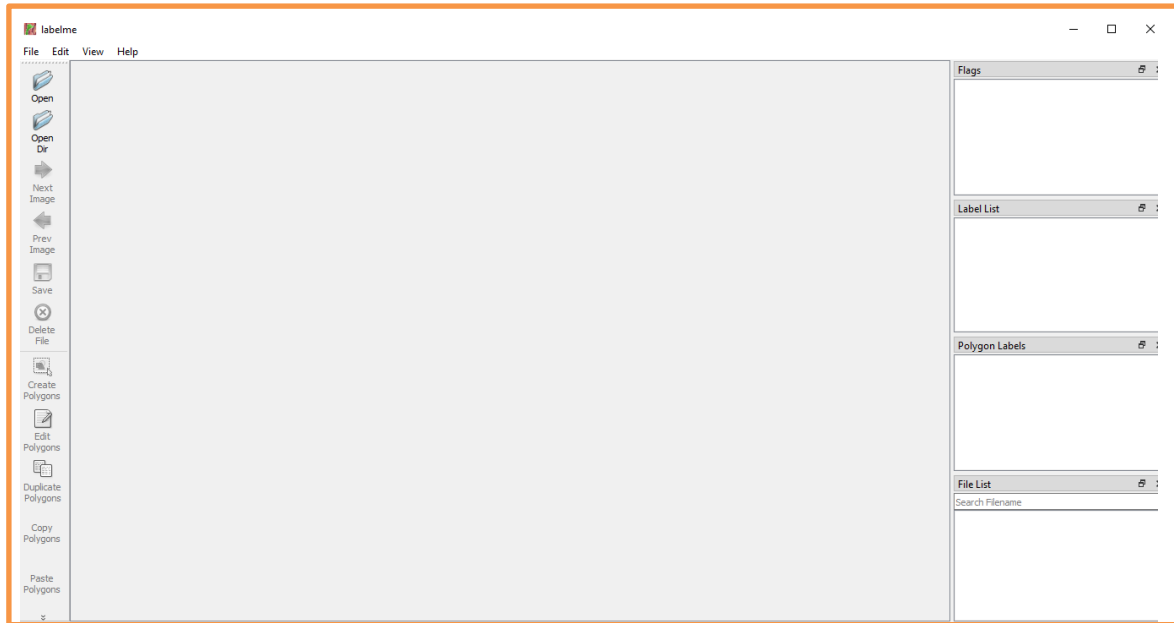 labelme
File Edit View Help
Open
Open
Dir
Next
Image
Prev
Image
Save
Delete
File
Create
Polygons
Edit
Polygons
Duplicate
Polygons
Copy
Polygons
Paste
Polygons
Flags
Label List
Polygon Labels
File List
Search Filename